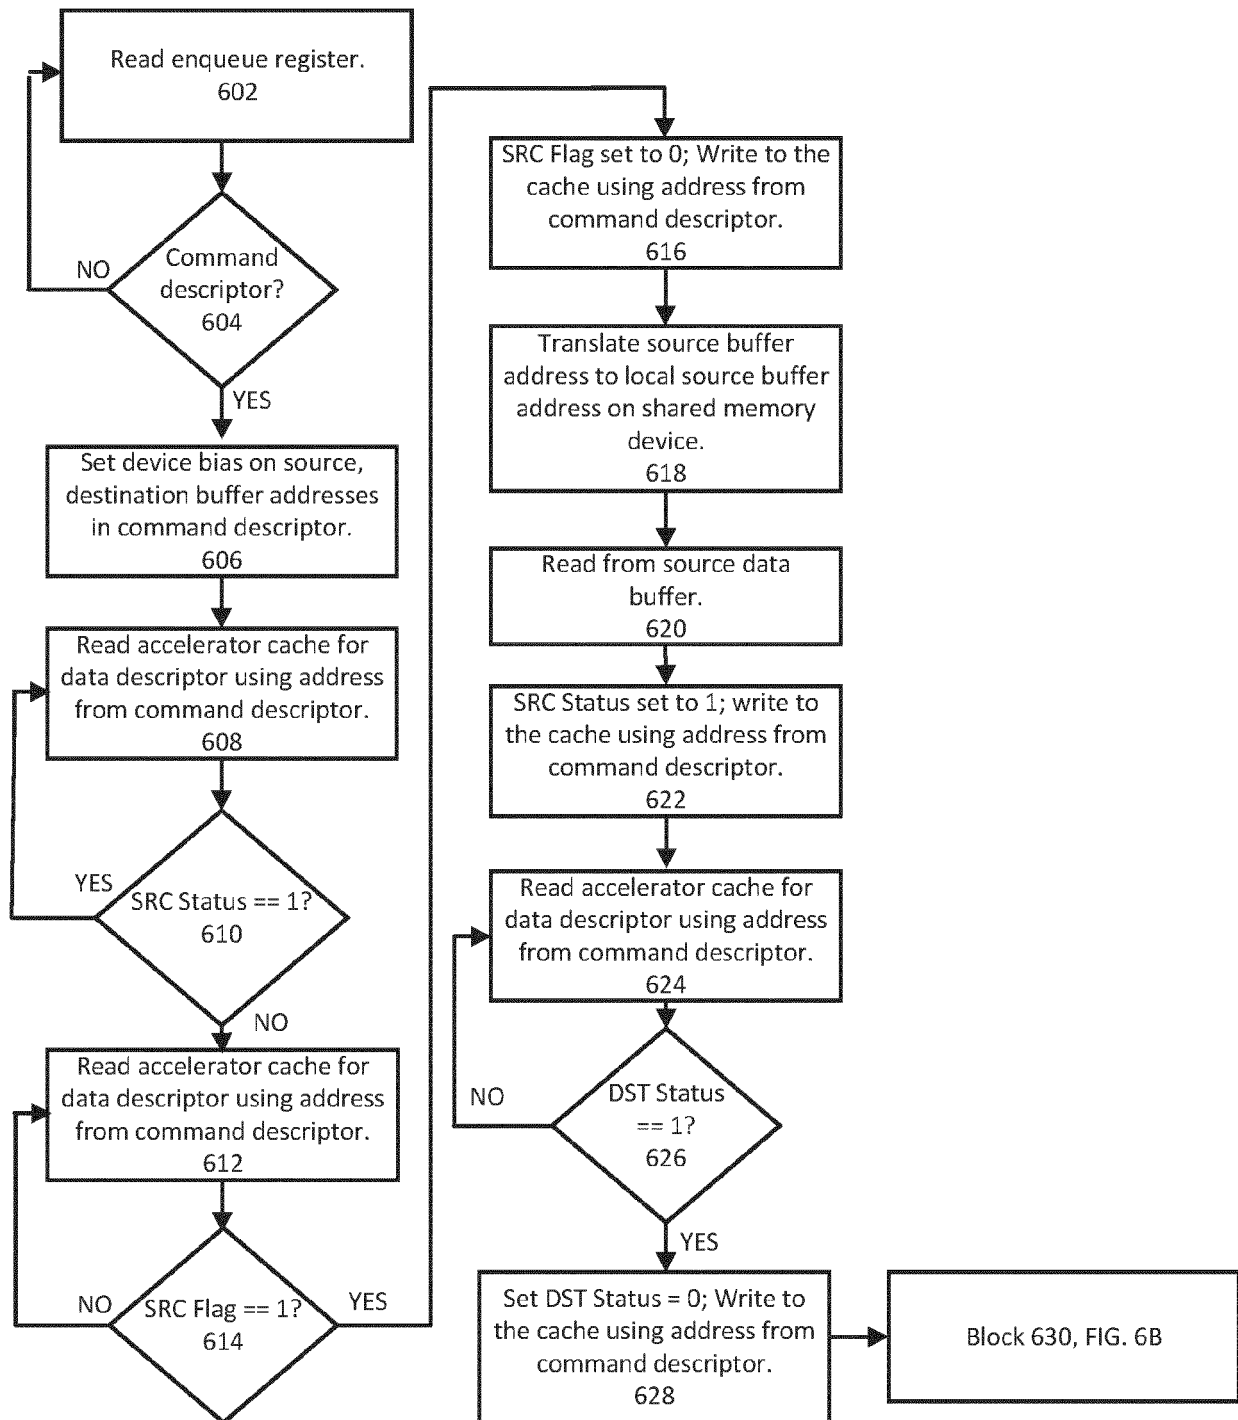 Read enqueue register.
602
Command
descriptor?
604
NO
YES
Set device bias on source,
destination buffer addresses
in command descriptor.
606
Read accelerator cache for
data descriptor using address
from command descriptor.
608
YES
SRC Status == 1?
610
NO
Read accelerator cache for
data descriptor using address
from command descriptor.
612
NO
SRC Flag == 1?
614
YES
SRC Flag set to 0; Write to the
cache using address from
command descriptor.
616
Translate source buffer
address to local source buffer
address on shared memory
device.
618
Read from source data
buffer.
620
SRC Status set to 1; write to
the cache using address from
command descriptor.
622
Read accelerator cache for
data descriptor using address
from command descriptor.
624
NO
DST Status
== 1?
626
YES
Set DST Status = 0; Write to
the cache using address from
command descriptor.
628
Block 630, FIG. 6B